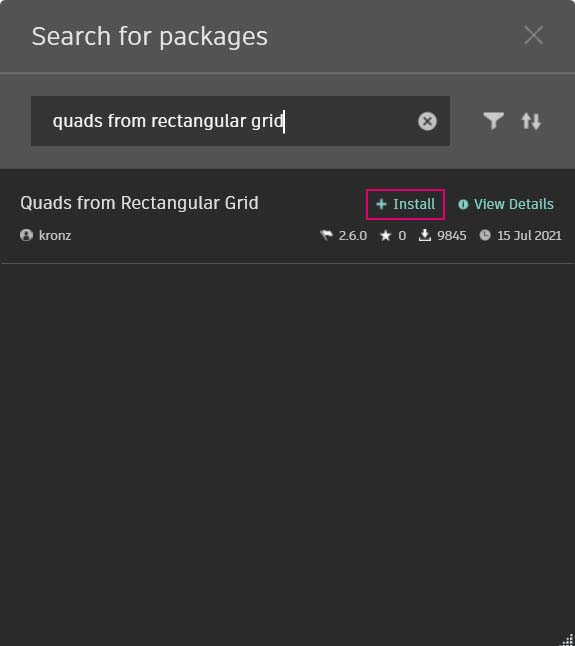 Search for packages
quads from rectangular grid
Quads from Rectangular Grid
Install
View Details
kronz
2.6.0
0
9845
15 Jul 2021